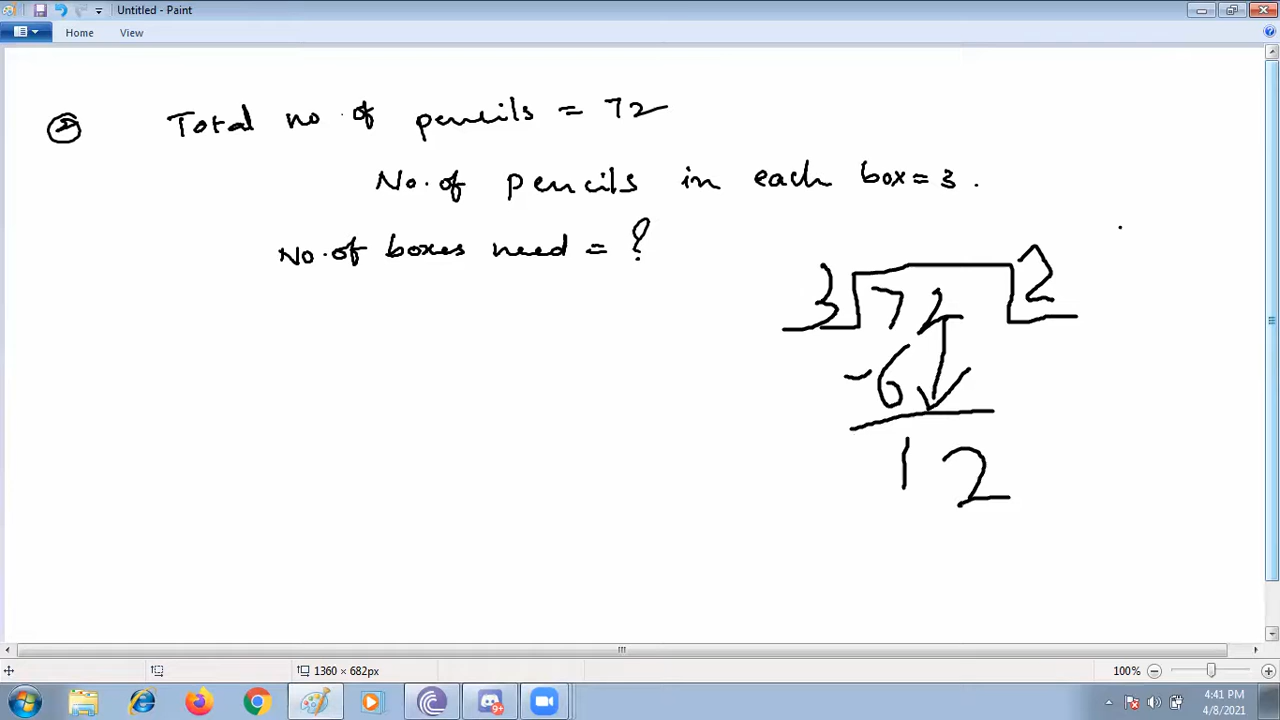 Untitled - Paint
Home View
Total no of pencils = 72
No. of pencils in each box = 3.
No. of boxes need = ?
3 72 2
-6
12
1360 × 682px
100%
4:41 PM
4/8/2021